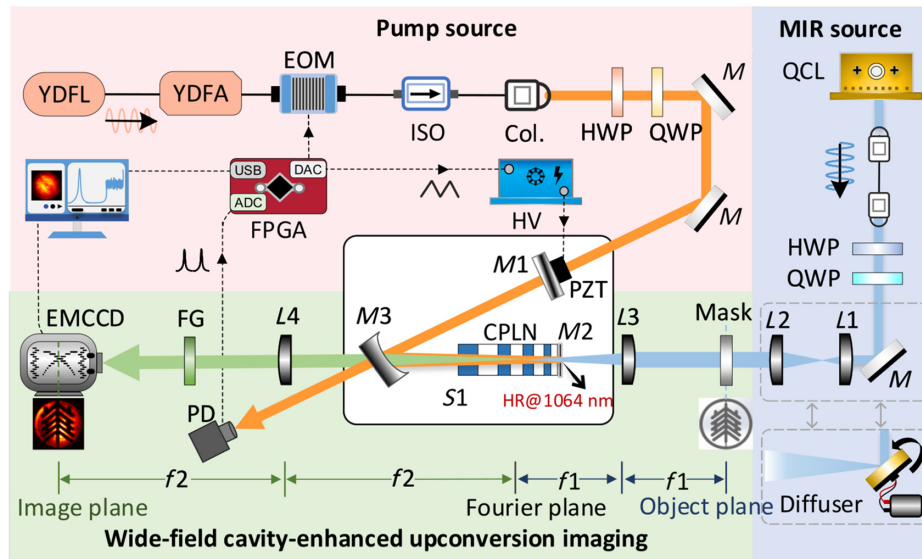 Pump source
MIR source
EOM
QCL
M
YDFL
YDFA
ISO
Col.
HWP
QWP
USB
DAC
ADC
FPGA
HV
M
HWP
QWP
M1
PZT
EMCCD
FG
L4
M3
CPLN
M2
L3
Mask
L2
L1
M
S1
HR@1064 nm
PD
f2
f2
f1
f1
Image plane
Fourier plane
Object plane
Diffuser
Wide-field cavity-enhanced upconversion imaging